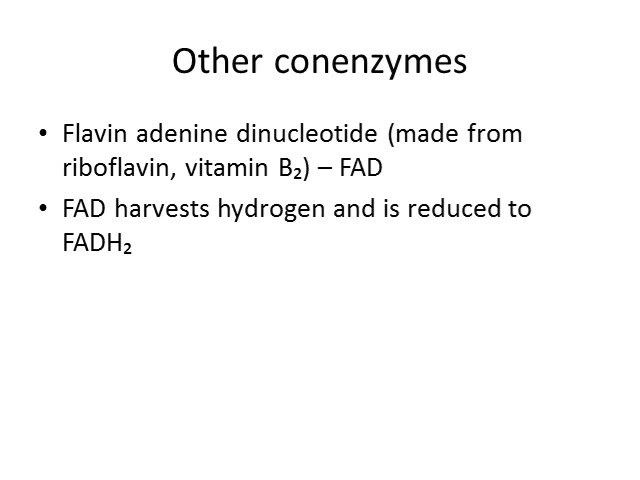 Other conenzymes
• Flavin adenine dinucleotide (made from
riboflavin, vitamin B₂) – FAD
• FAD harvests hydrogen and is reduced to
FADH₂